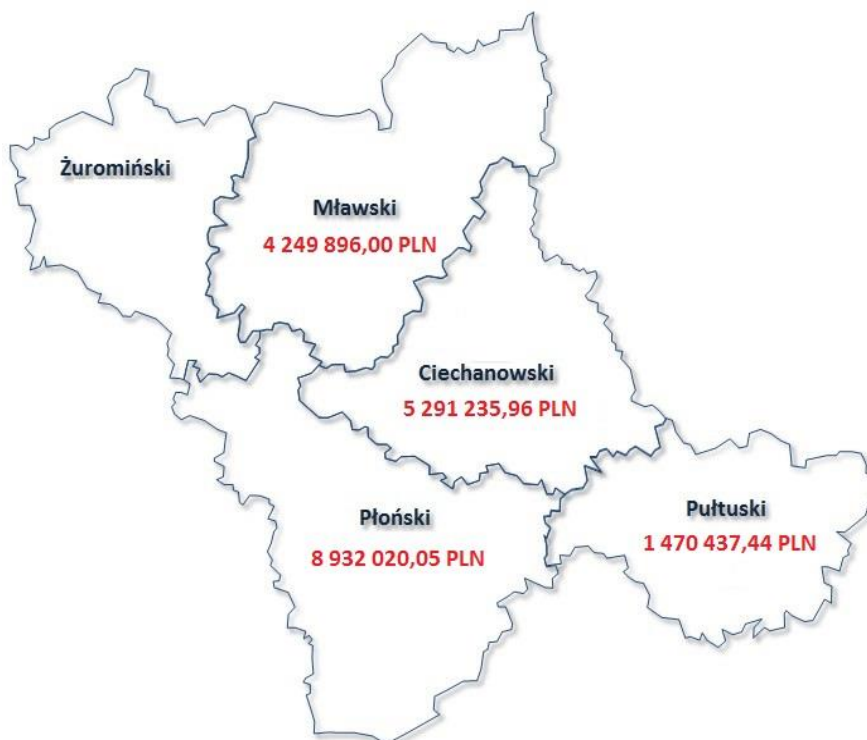 Żuromiński
Mławski
4 249 896,00 PLN
Ciechanowski
5 291 235,96 PLN
Płoński
8 932 020,05 PLN
Pułtuski
1 470 437,44 PLN